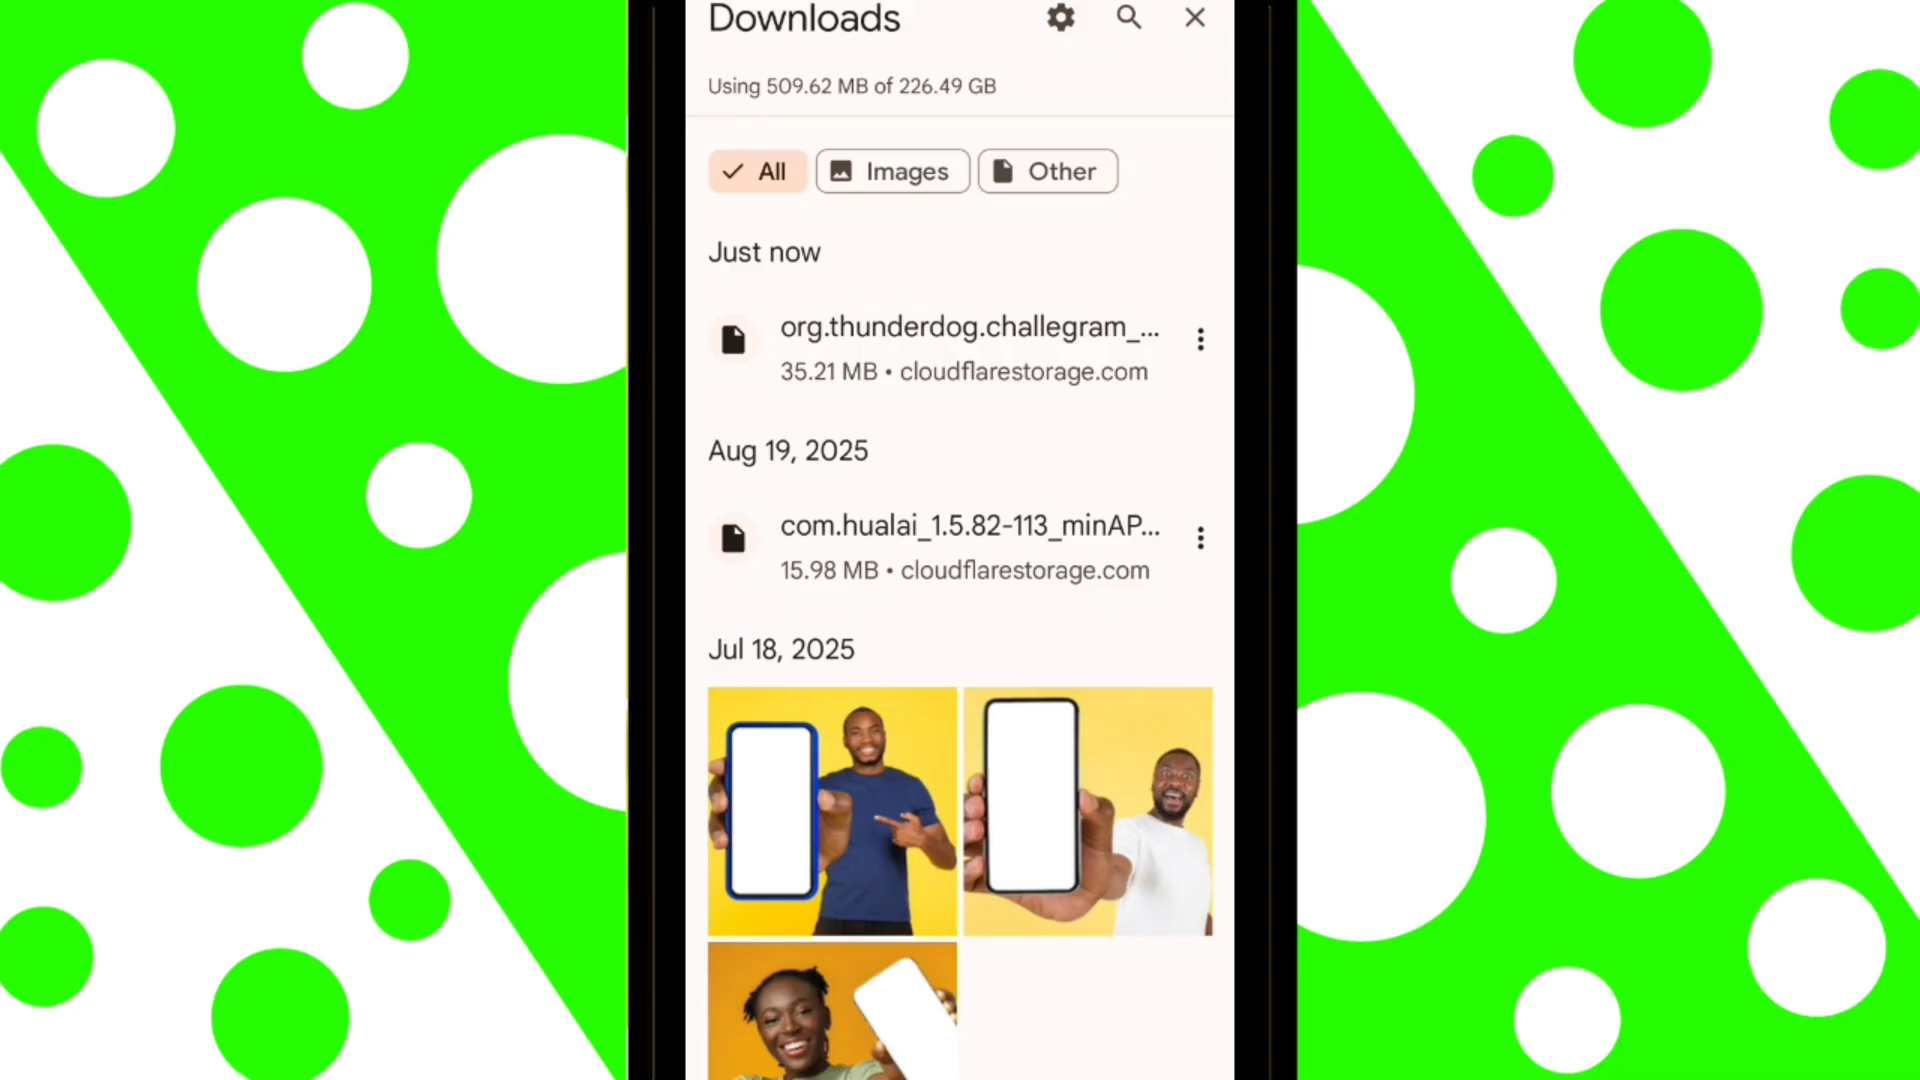 Downloads
Using 509.62 MB of 226.49 GB
All
Images
Other
Just now
org.thunderdog.challegram_...
35.21 MB • cloudflarestorage.com
Aug 19, 2025
com.hualai_1.5.82-113_minAP...
15.98 MB • cloudflarestorage.com
Jul 18, 2025